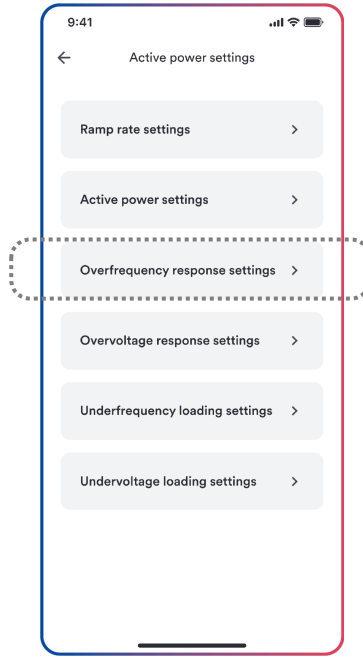 9:41
Active power settings
Ramp rate settings
Active power settings
Overfrequency response settings
Overvoltage response settings
Underfrequency loading settings
Undervoltage loading settings